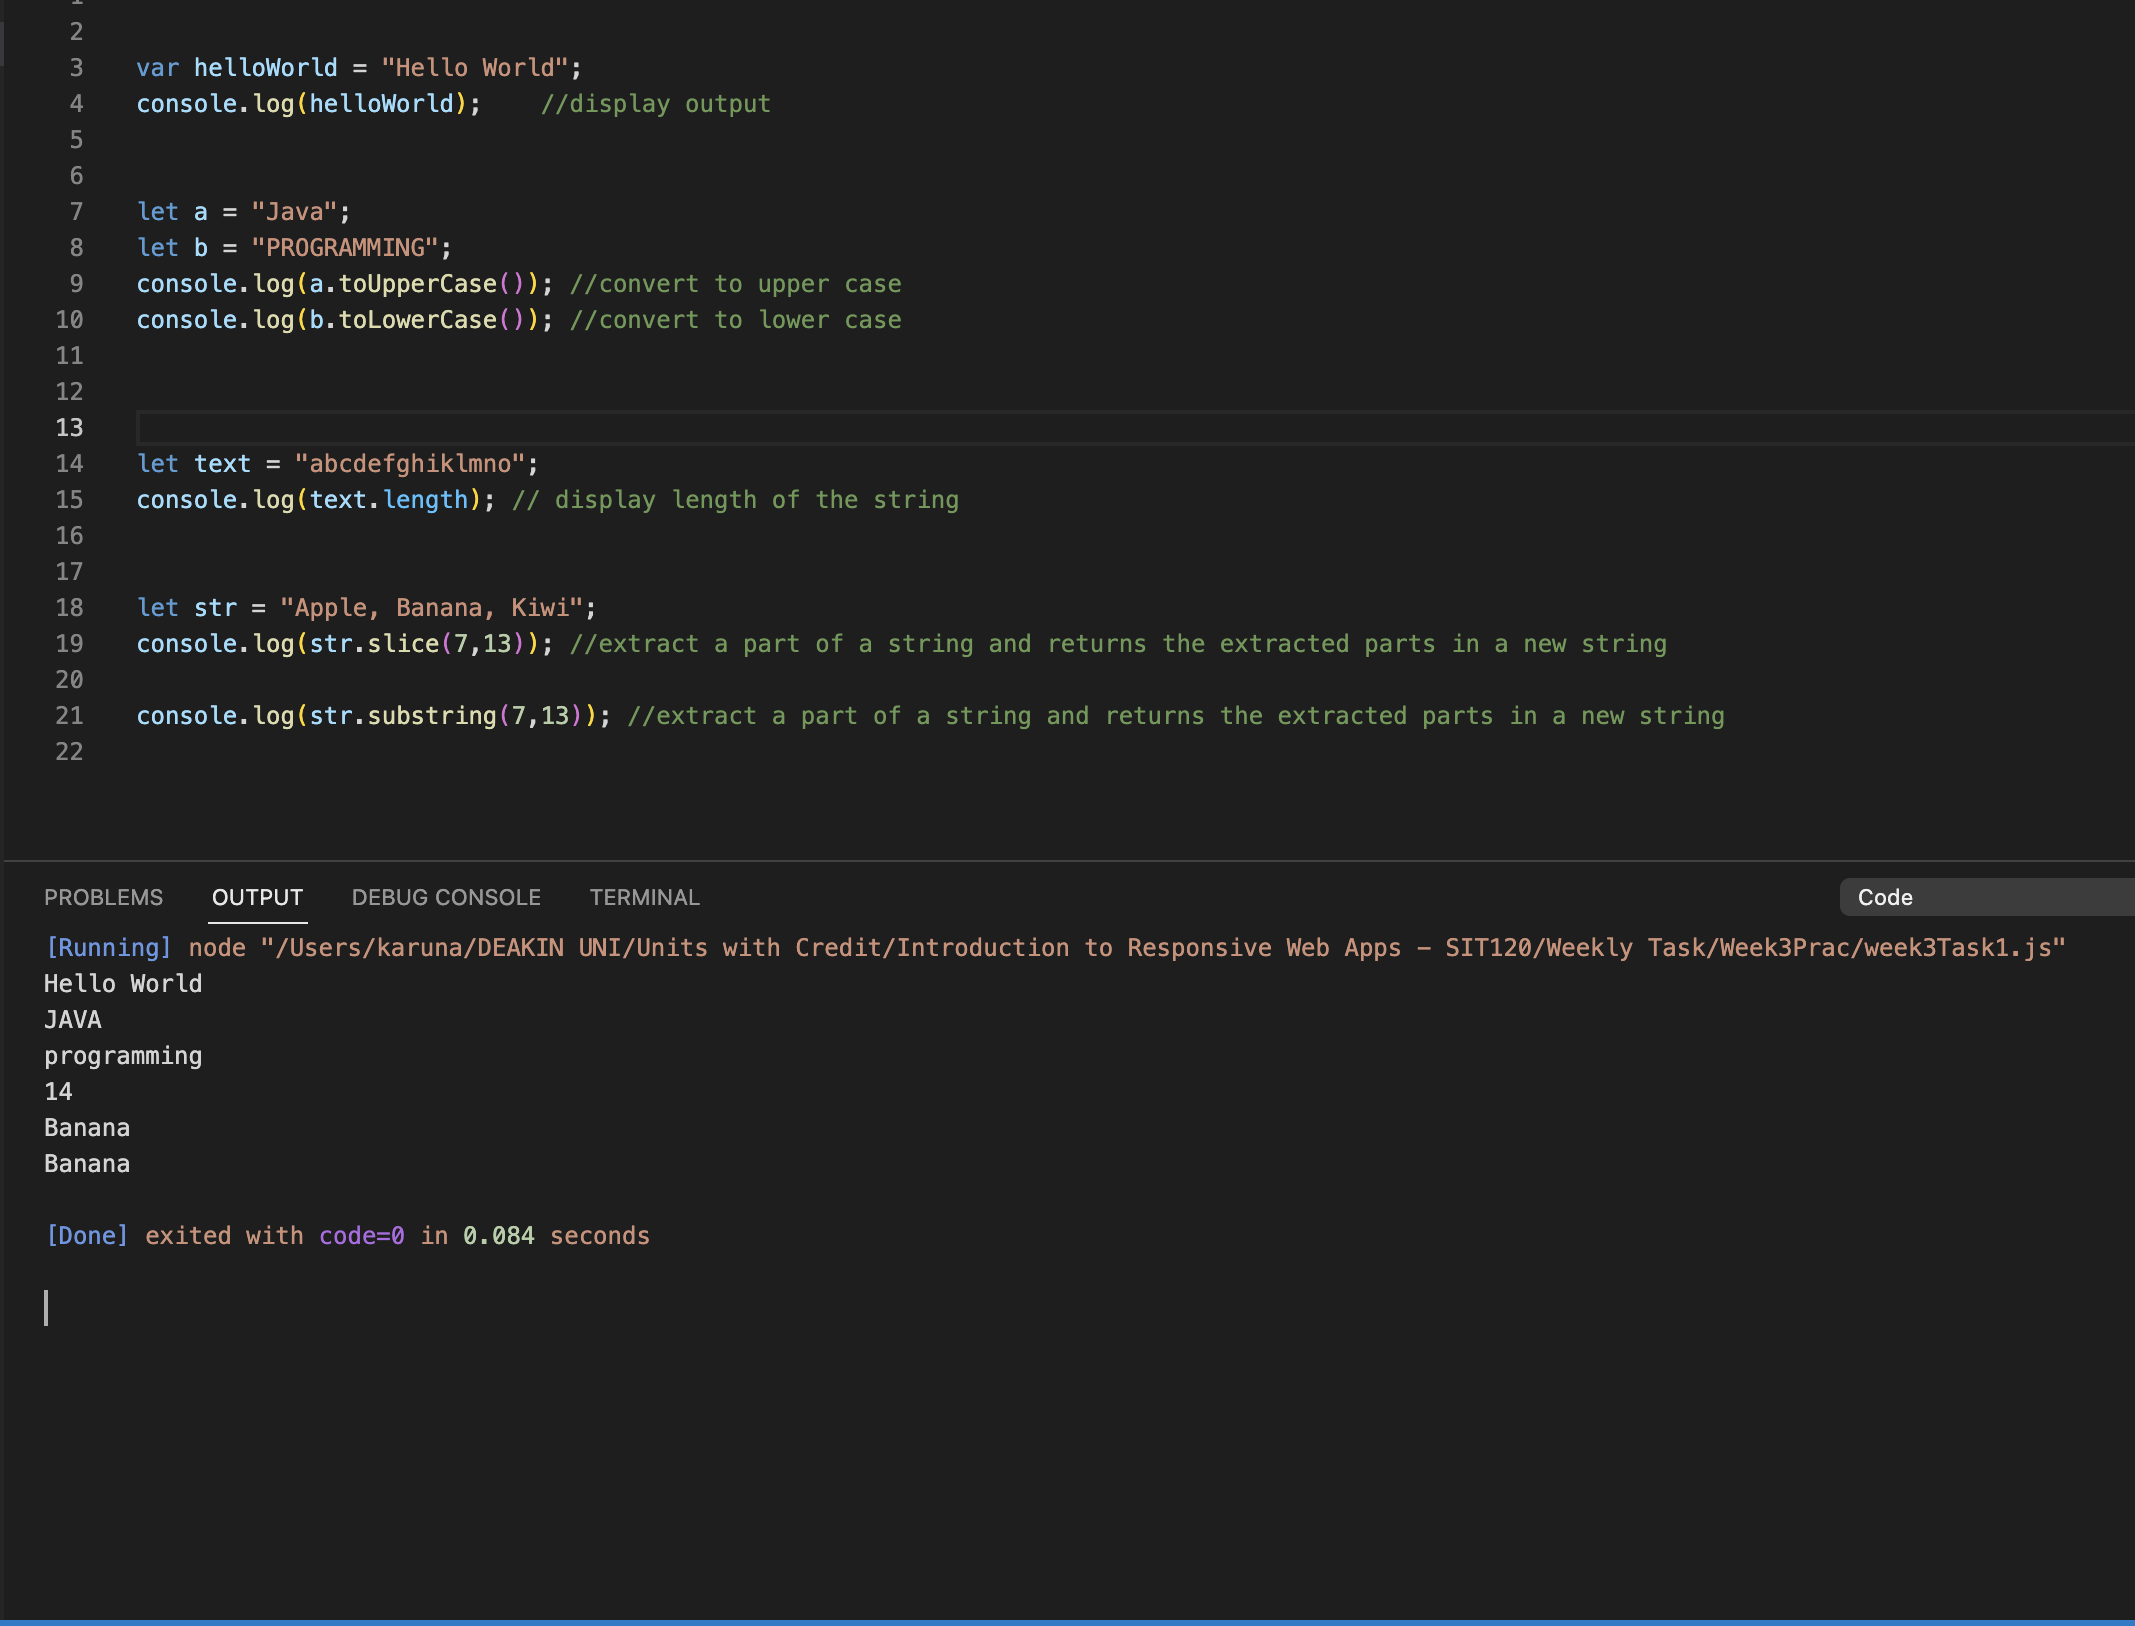 1
2
3 var helloWorld = "Hello World";
4 console.log(helloWorld);    //display output
5
6
7 let a = "Java";
8 let b = "PROGRAMMING";
9 console.log(a.toUpperCase()); //convert to upper case
10 console.log(b.toLowerCase()); //convert to lower case
11
12
13
14 let text = "abcdefghiklmno";
15 console.log(text.length); // display length of the string
16
17
18 let str = "Apple, Banana, Kiwi";
19 console.log(str.slice(7,13)); //extract a part of a string and returns the extracted parts in a new string
20
21 console.log(str.substring(7,13)); //extract a part of a string and returns the extracted parts in a new string
22
PROBLEMS OUTPUT DEBUG CONSOLE TERMINAL Code
[Running] node "/Users/karuna/DEAKIN UNI/Units with Credit/Introduction to Responsive Web Apps – SIT120/Weekly Task/Week3Prac/week3Task1.js"
Hello World
JAVA
programming
14
Banana
Banana
[Done] exited with code=0 in 0.084 seconds